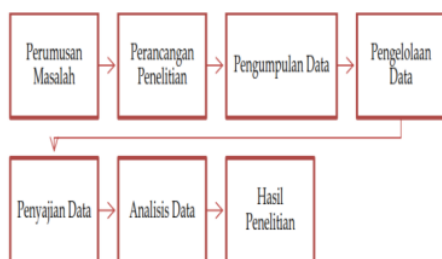 Perumusan
Masalah
Perancangan
Penelitian
Pengumpulan Data
Pengelolaan
Data
Penyajian Data
Analisis Data
Hasil
Penelitian